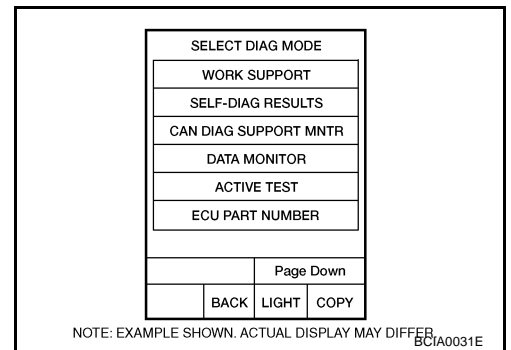 SELECT DIAG MODE
WORK SUPPORT
SELF-DIAG RESULTS
CAN DIAG SUPPORT MNTR
DATA MONITOR
ACTIVE TEST
ECU PART NUMBER
Page Down
BACK LIGHT COPY
NOTE: EXAMPLE SHOWN. ACTUAL DISPLAY MAY DIFFER.
BCIA0031E